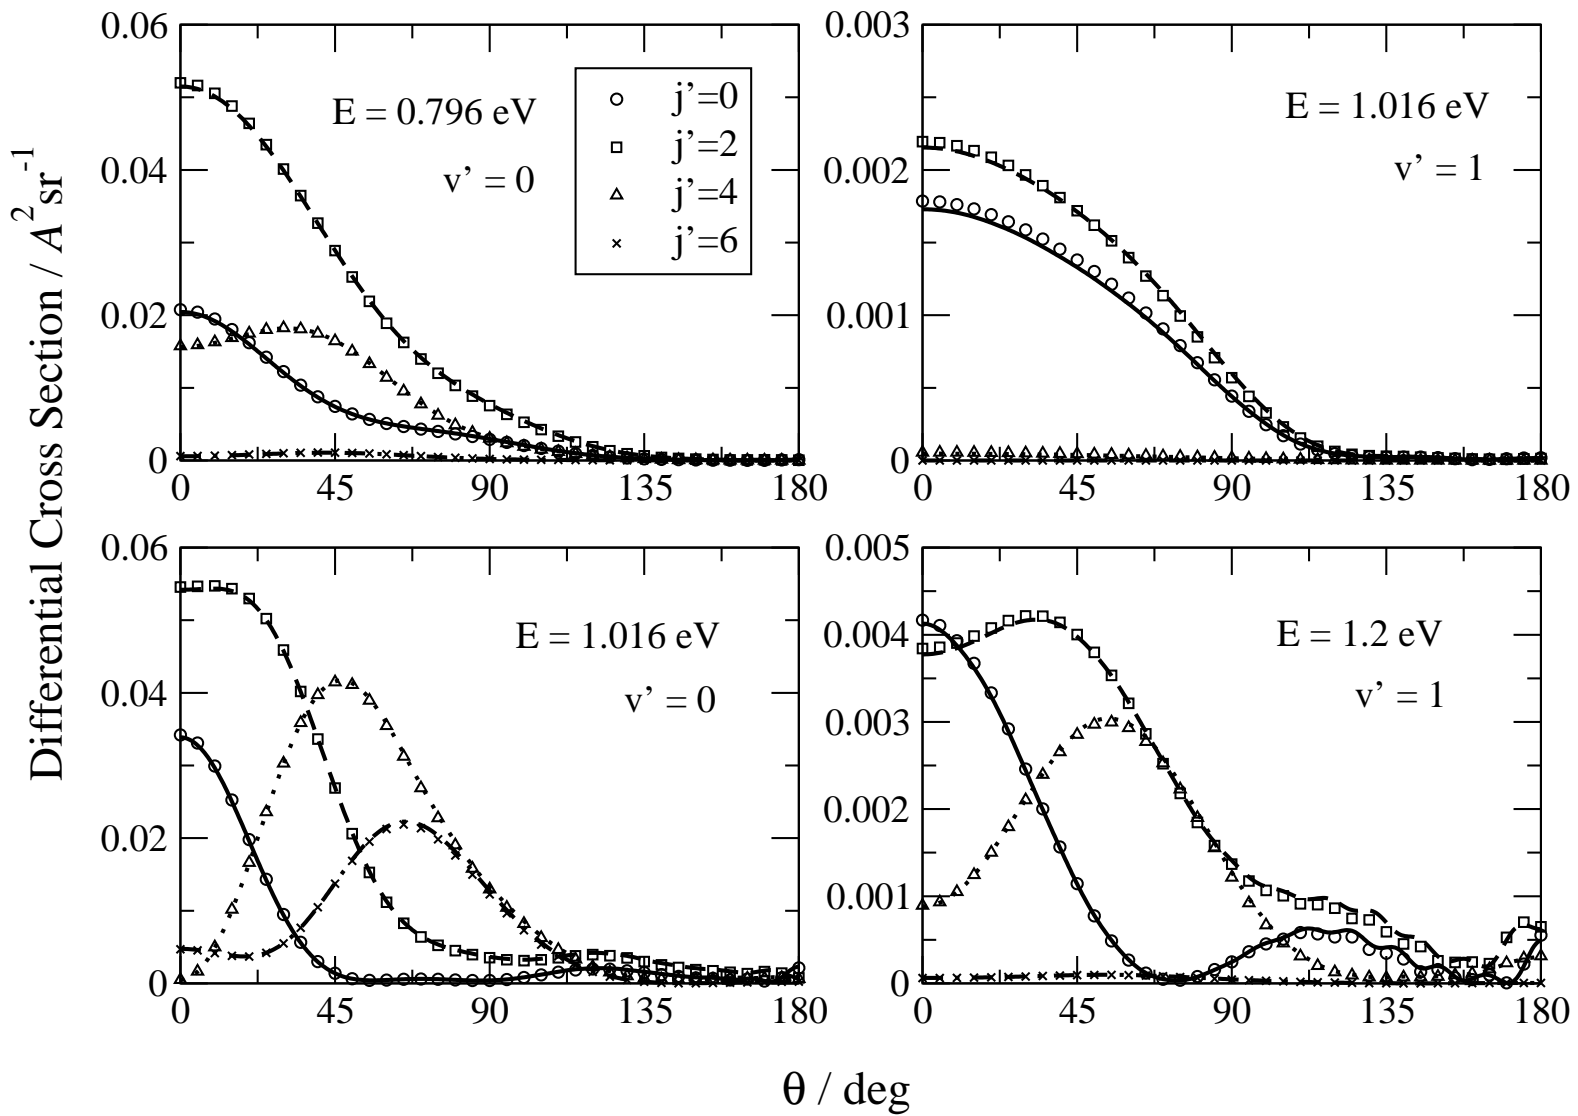 Differential Cross Section / A² sr⁻¹
0.06
0.04
0.02
0
0 45 90 135 180
E = 0.796 eV
v' = 0
j'=0
j'=2
j'=4
j'=6
0.003
0.002
0.001
0
0 45 90 135 180
E = 1.016 eV
v' = 1
0.06
0.04
0.02
0
0 45 90 135 180
E = 1.016 eV
v' = 0
0.005
0.004
0.003
0.002
0.001
0
0 45 90 135 180
E = 1.2 eV
v' = 1
θ / deg